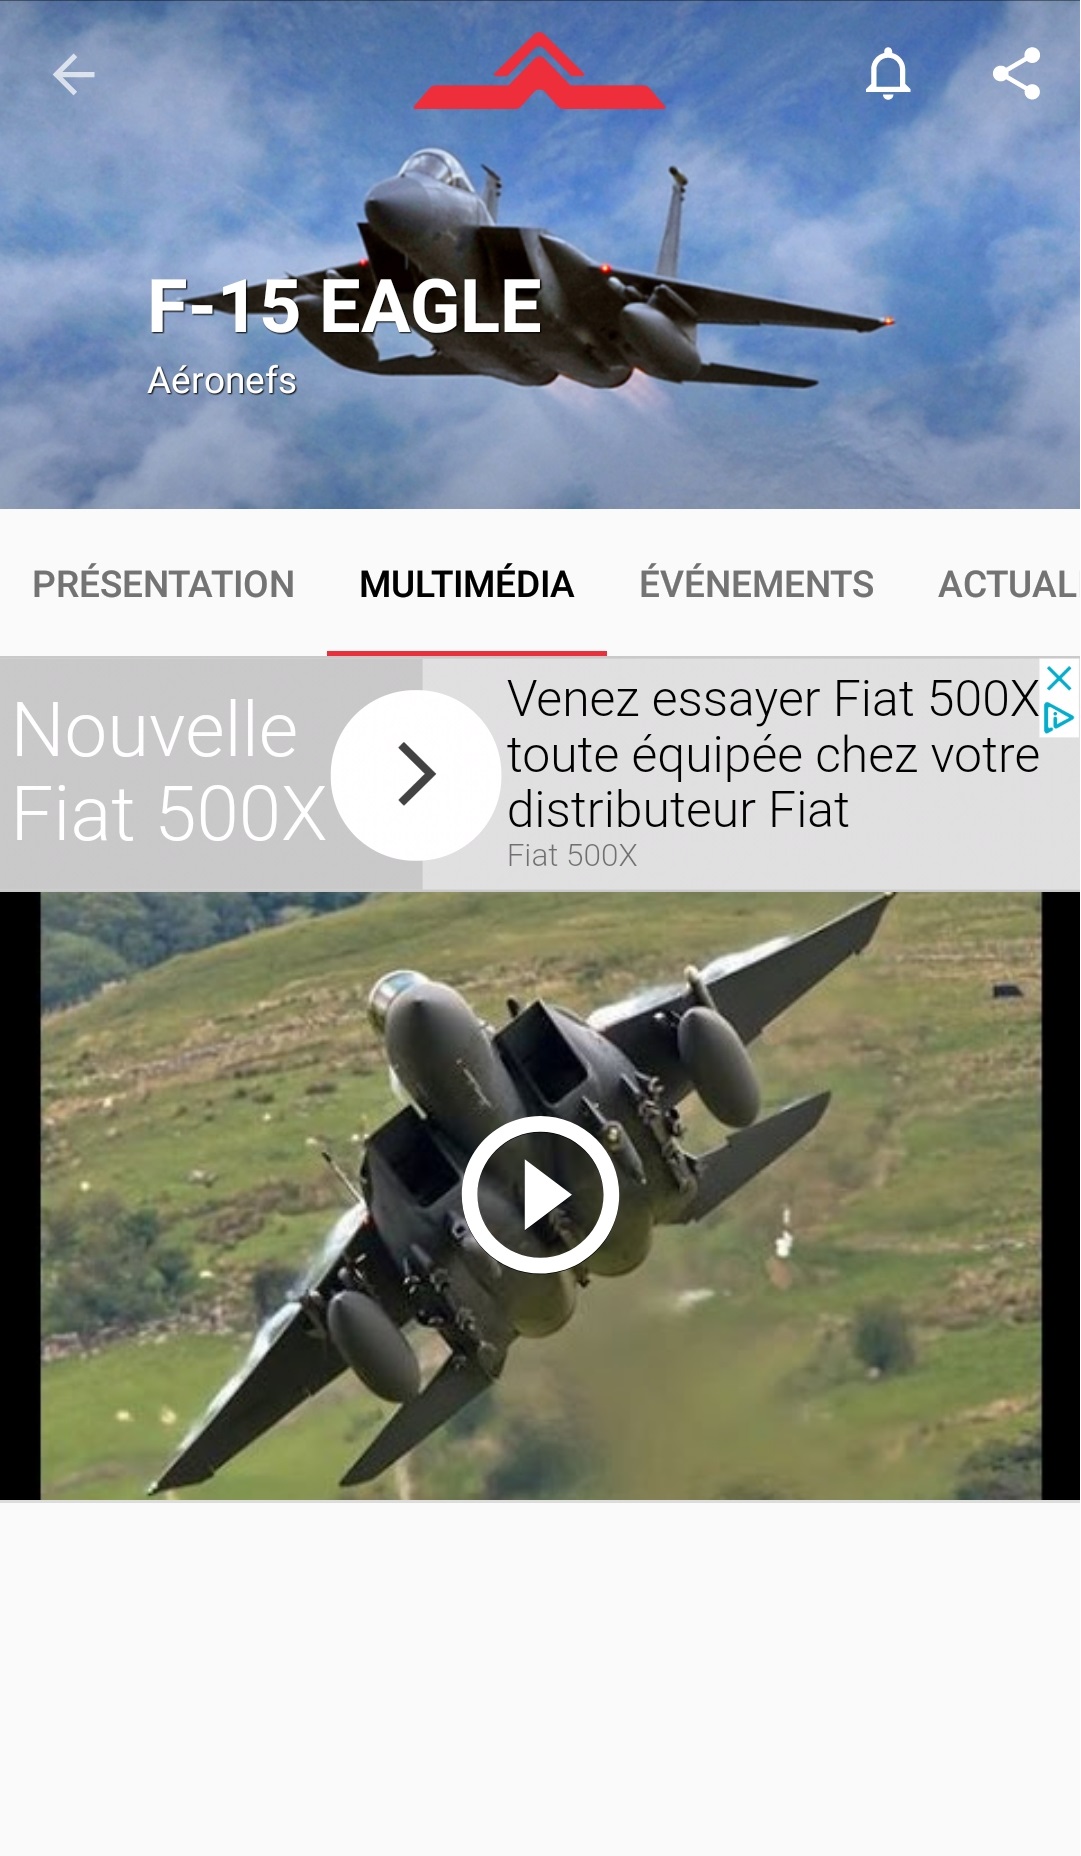 F-15 EAGLE
Aéronefs
PRÉSENTATION MULTIMÉDIA ÉVÉNEMENTS ACTUAL
Nouvelle
Fiat 500X
Venez essayer Fiat 500X
toute équipée chez votre
distributeur Fiat
Fiat 500X